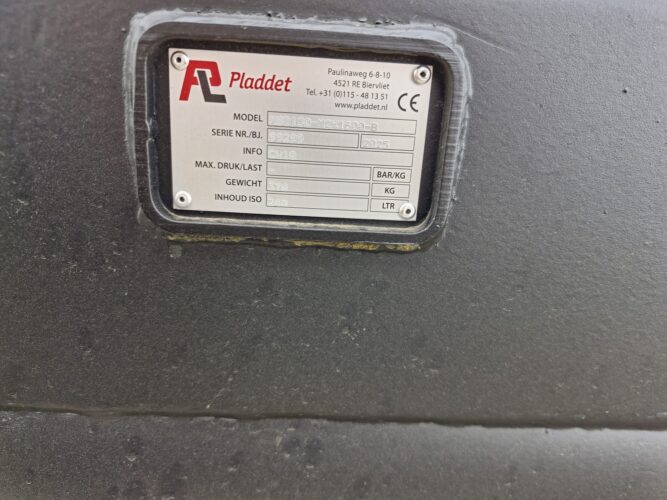 PL Pladdet
Paulinaweg 6-8-10
4521 RE Biervliet
Tel. +31 (0)115 - 48 13 51
www.pladdet.nl
CE
MODEL
SERIE NR./BJ. 2025
INFO
MAX. DRUK/LAST - BAR/KG
GEWICHT KG
INHOUD ISO LTR